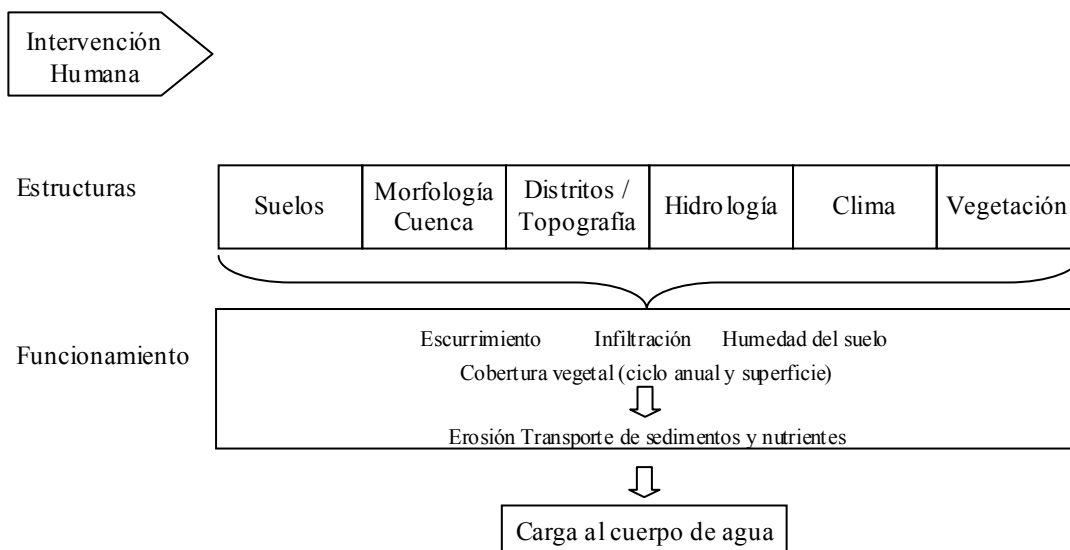 Intervención
Humana
Estructuras
Suelos
Morfología
Cuenca
Distritos /
Topografía
Hidrología
Clima
Vegetación
Funcionamiento
Escurrimiento Infiltración Humedad del suelo
Cobertura vegetal (ciclo anual y superficie)
Erosión Transporte de sedimentos y nutrientes
Carga al cuerpo de agua